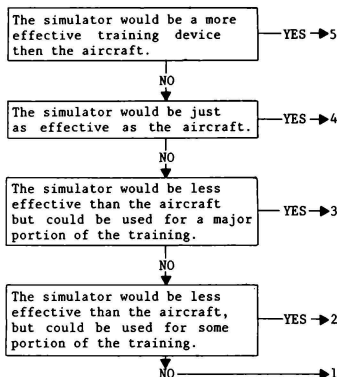 The simulator would be a more
effective training device
then the aircraft.
YES 5
NO
The simulator would be just
as effective as the aircraft.
YES 4
NO
The simulator would be less
effective than the aircraft
but could be used for a major
portion of the training.
YES 3
NO
The simulator would be less
effective than the aircraft,
but could be used for some
portion of the training.
YES 2
NO 1